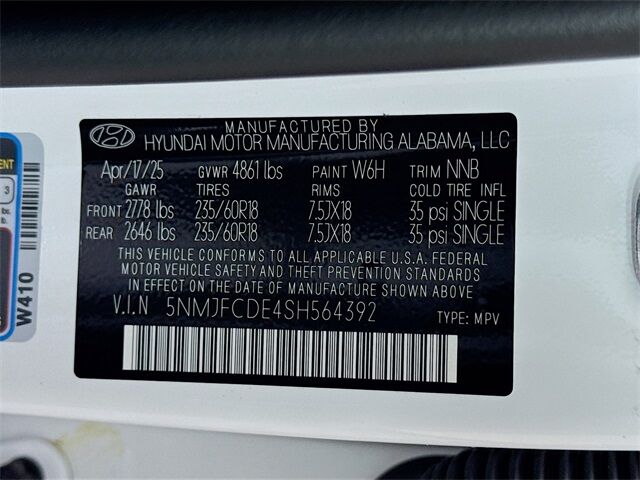 MANUFACTURED BY
HYUNDAI MOTOR MANUFACTURING ALABAMA, LLC
Apr/17/25 GVWR 4861 lbs PAINT W6H TRIM NNB
GAWR TIRES RIMS COLD TIRE INFL
FRONT 2778 lbs 235/60R18 7.5JX18 35 psi SINGLE
REAR 2646 lbs 235/60R18 7.5JX18 35 psi SINGLE
THIS VEHICLE CONFORMS TO ALL APPLICABLE U.S.A. FEDERAL
MOTOR VEHICLE SAFETY AND THEFT PREVENTION STANDARDS
IN EFFECT ON THE DATE OF MANUFACTURE SHOWN ABOVE
V.I.N 5NMJFCDE4SH564392 TYPE: MPV
3
W410